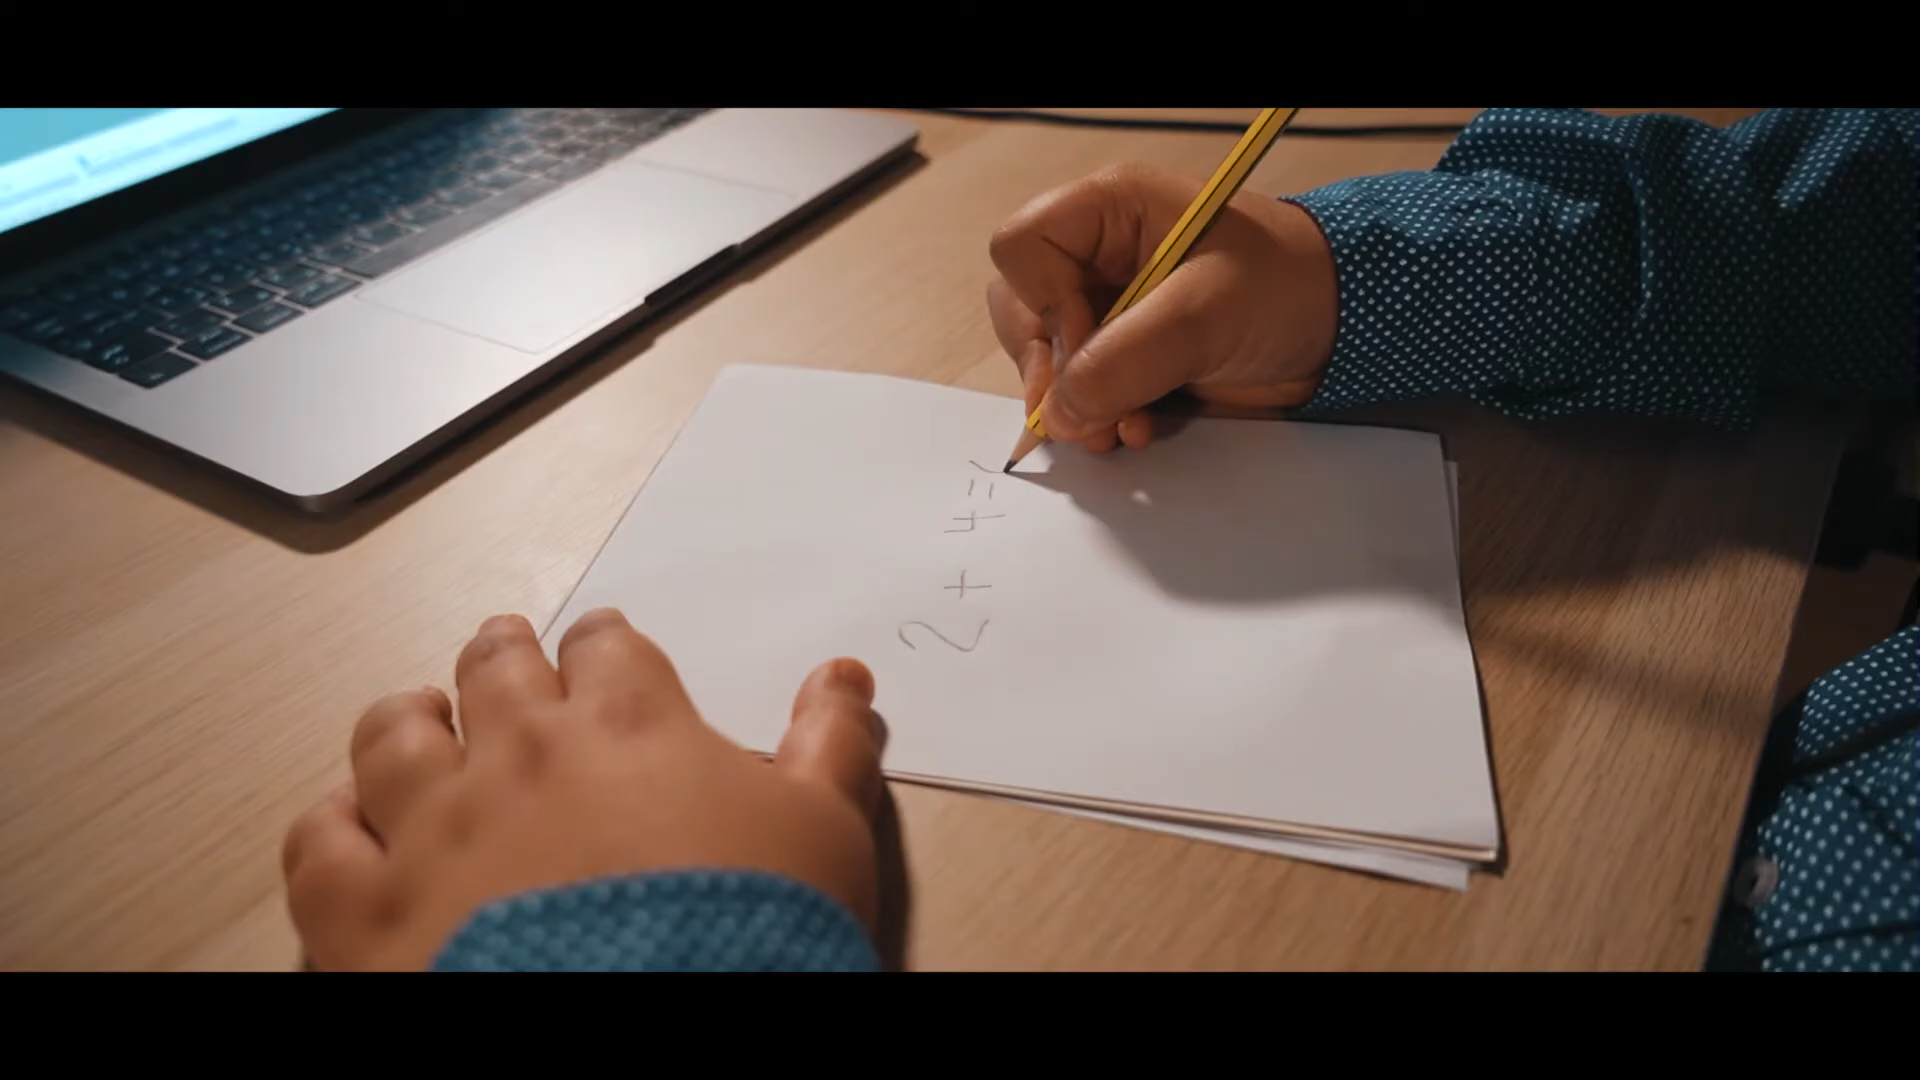 2 + 4 =